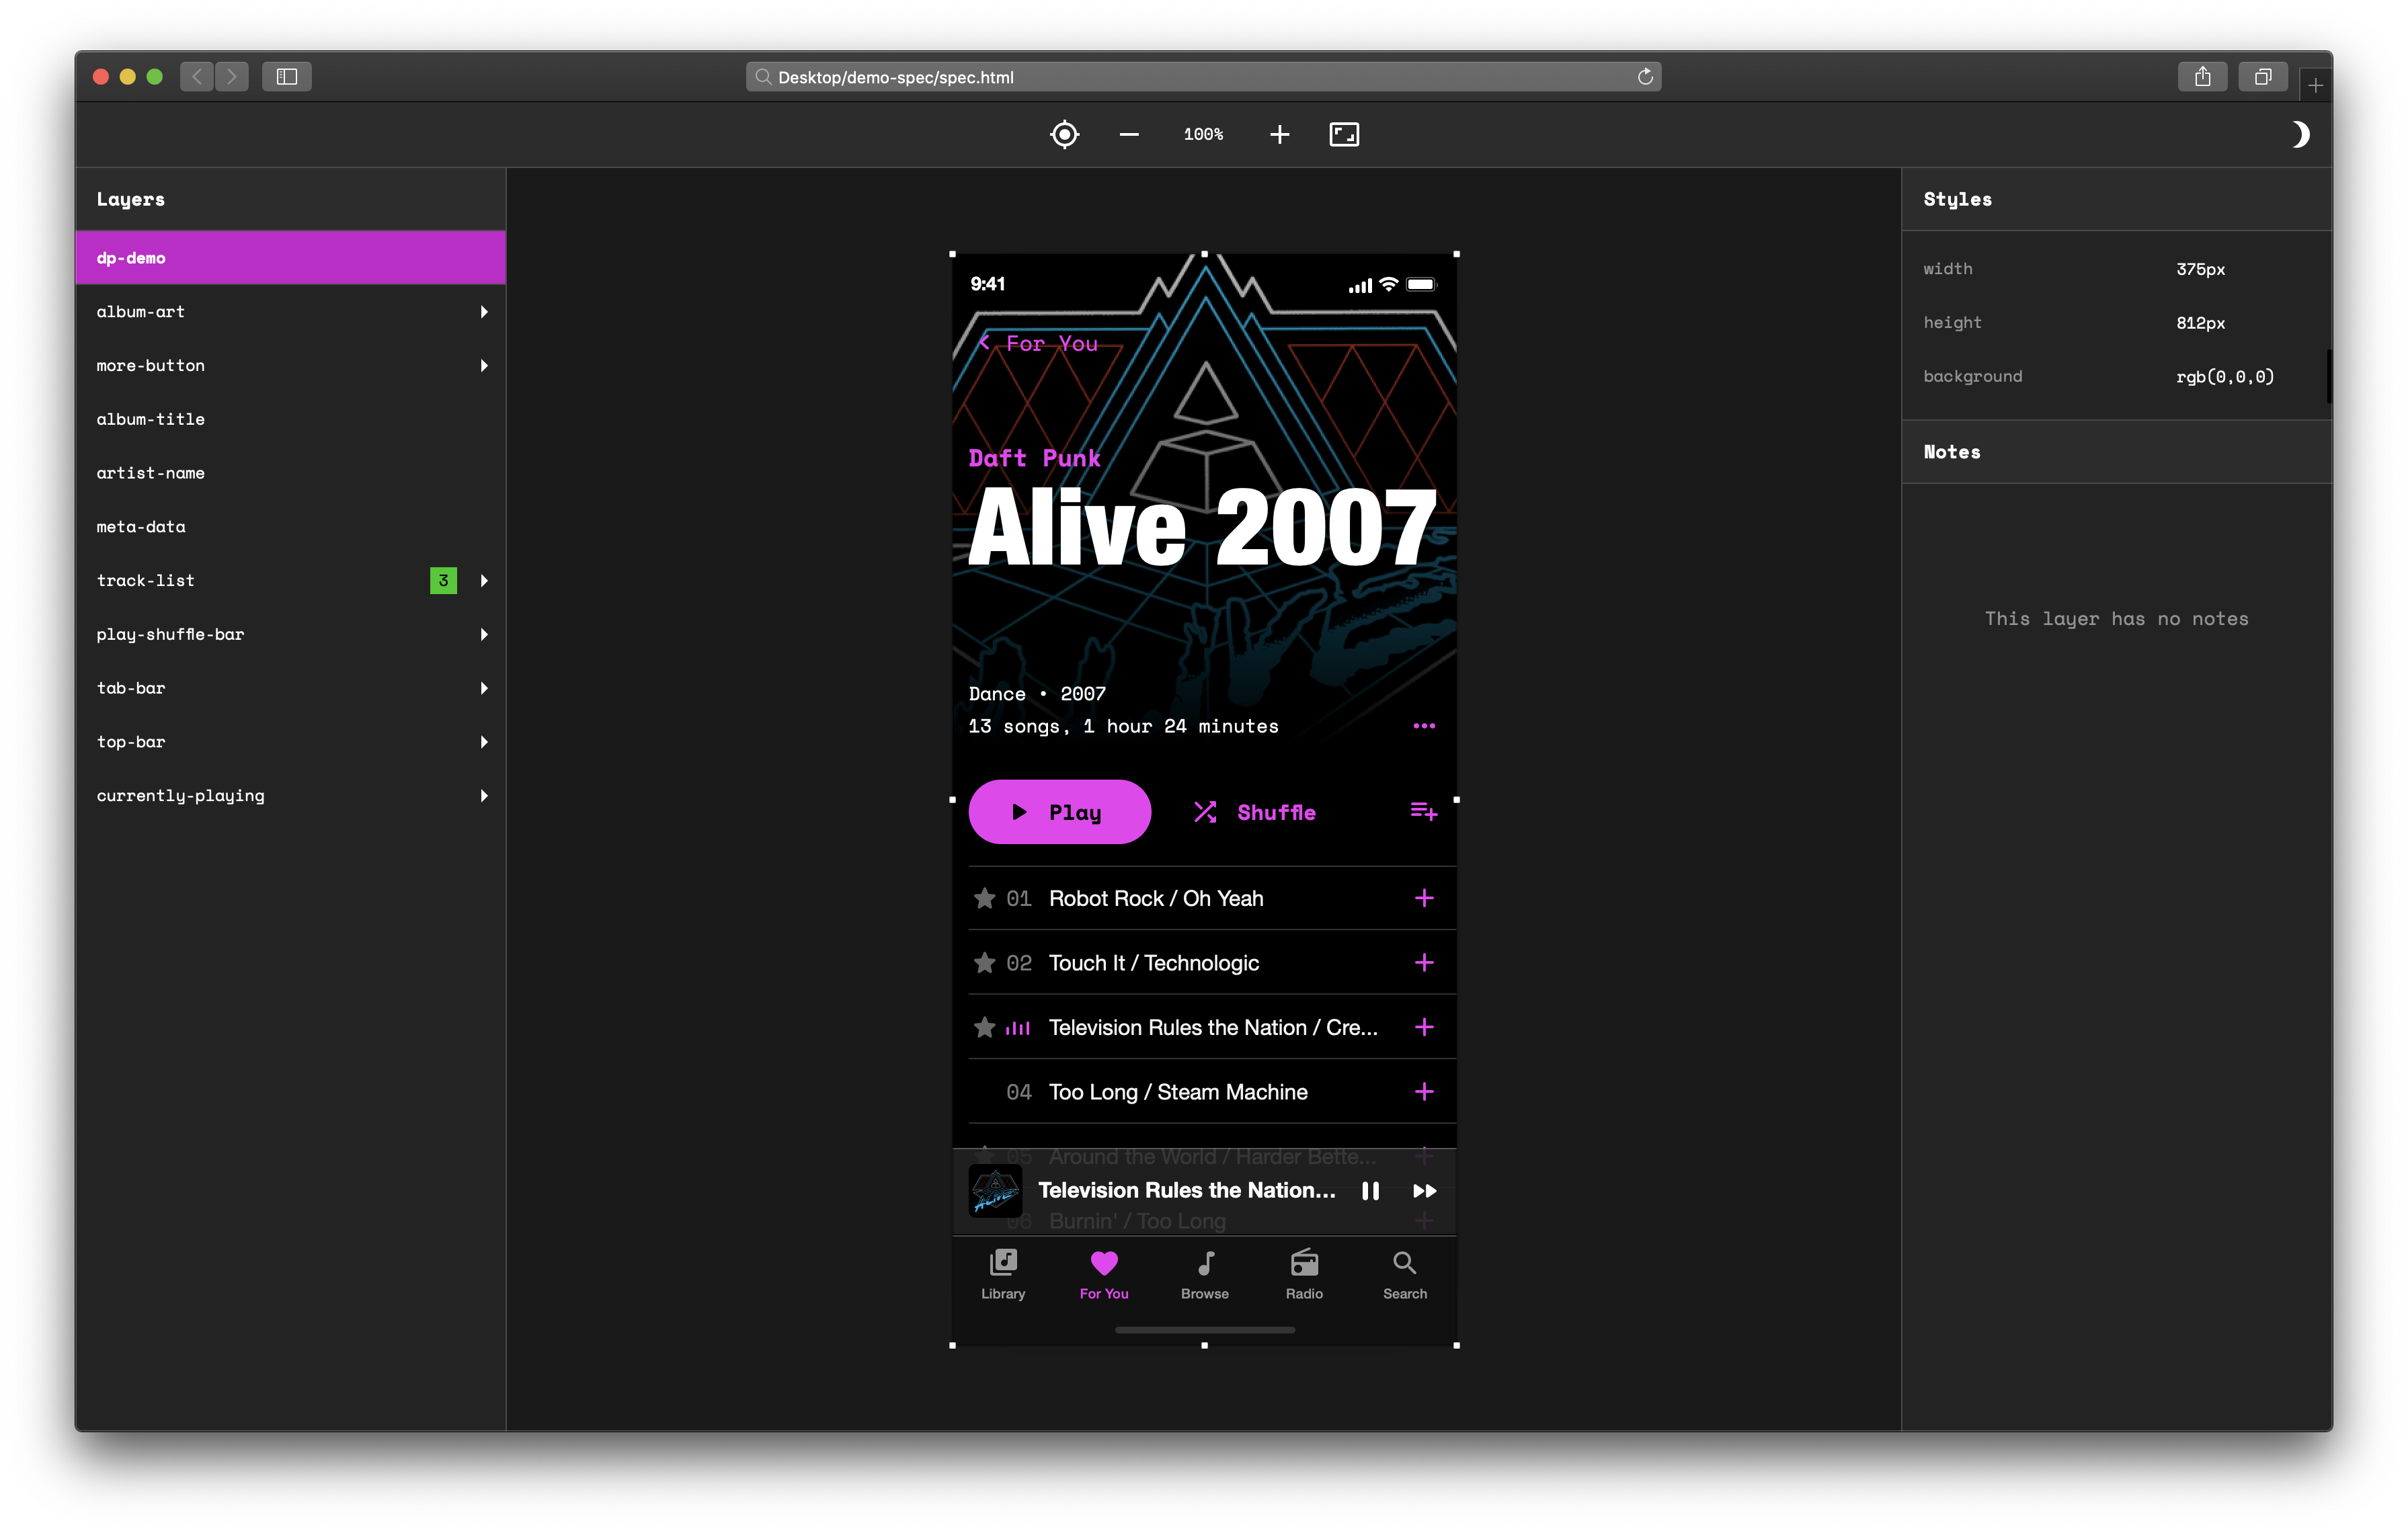 Desktop/demo-spec/spec.html
100%
Layers
dp-demo
album-art
more-button
album-title
artist-name
meta-data
track-list 3
play-shuffle-bar
tab-bar
top-bar
currently-playing
9:41
For You
Daft Punk
Alive 2007
Dance • 2007
13 songs, 1 hour 24 minutes
Play Shuffle
01 Robot Rock / Oh Yeah
02 Touch It / Technologic
Television Rules the Nation / Cre...
04 Too Long / Steam Machine
05 Around the World / Harder Bette...
ALIVE
Television Rules the Nation...
06 Burnin' / Too Long
Library For You Browse Radio Search
Styles
width 375px
height 812px
background rgb(0,0,0)
Notes
This layer has no notes